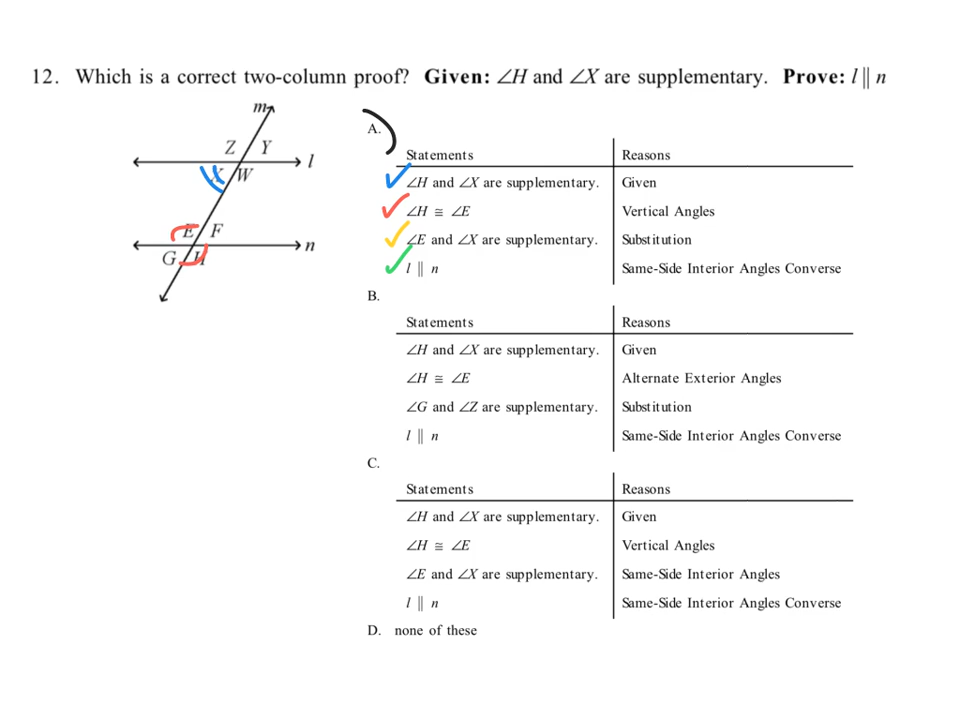 12. Which is a correct two-column proof? Given: ∠H and ∠X are supplementary. Prove: l || n
m
Z Y
l
W
E F
n
G H
A.
Statements Reasons
∠H and ∠X are supplementary. Given
∠H ≅ ∠E Vertical Angles
∠E and ∠X are supplementary. Substitution
l || n Same-Side Interior Angles Converse
B.
Statements Reasons
∠H and ∠X are supplementary. Given
∠H ≅ ∠E Alternate Exterior Angles
∠G and ∠Z are supplementary. Substitution
l || n Same-Side Interior Angles Converse
C.
Statements Reasons
∠H and ∠X are supplementary. Given
∠H ≅ ∠E Vertical Angles
∠E and ∠X are supplementary. Same-Side Interior Angles
l || n Same-Side Interior Angles Converse
D. none of these